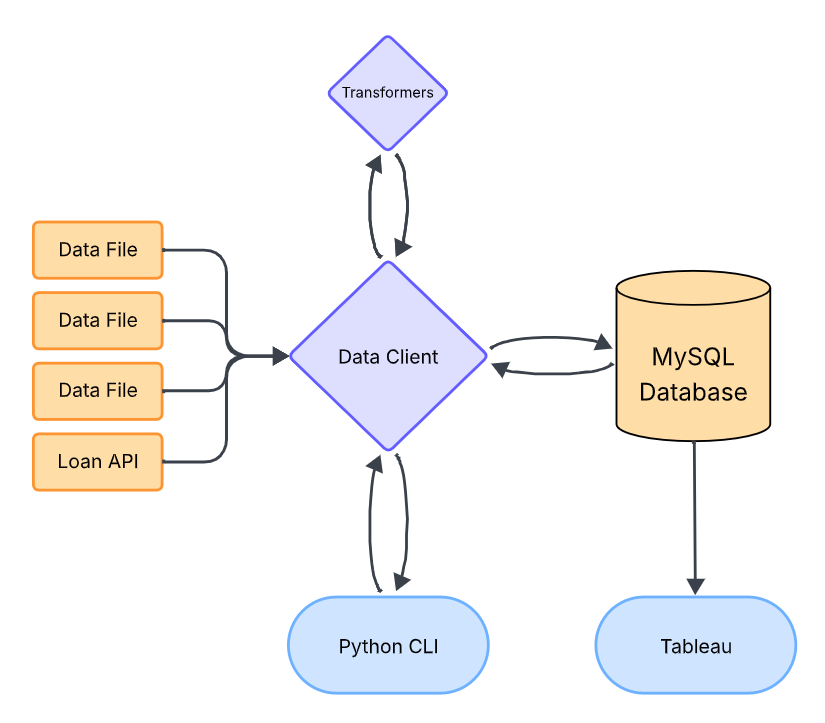 Transformers
Data File
Data File
Data File
Loan API
Data Client
MySQL
Database
Python CLI
Tableau